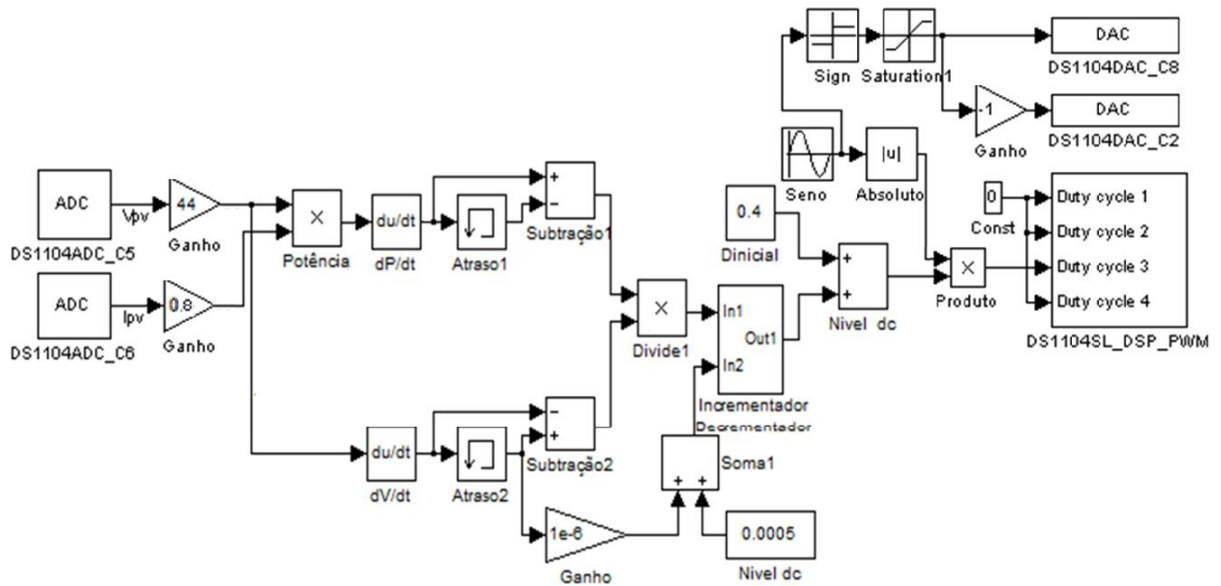 DAC
DS1104DAC_C8
Sign
Saturation1
-1
DAC
Ganho
DS1104DAC_C2
|u|
Seno
Absoluto
ADC
Vpv
44
Ganho
DS1104ADC_C5
×
Potência
du/dt
dP/dt
Atraso1
+
−
Subtração1
0.4
Dinicial
0
Const
Duty cycle 1
Duty cycle 2
Duty cycle 3
Duty cycle 4
DS1104SL_DSP_PWM
+
+
Nivel dc
×
Produto
ADC
Ipv
0.8
Ganho
DS1104ADC_C6
×
Divide1
In1
Out1
In2
Incrementador
Decrementador
du/dt
dV/dt
Atraso2
−
+
Subtração2
Soma1
+ +
1e-6
Ganho
0.0005
Nivel dc